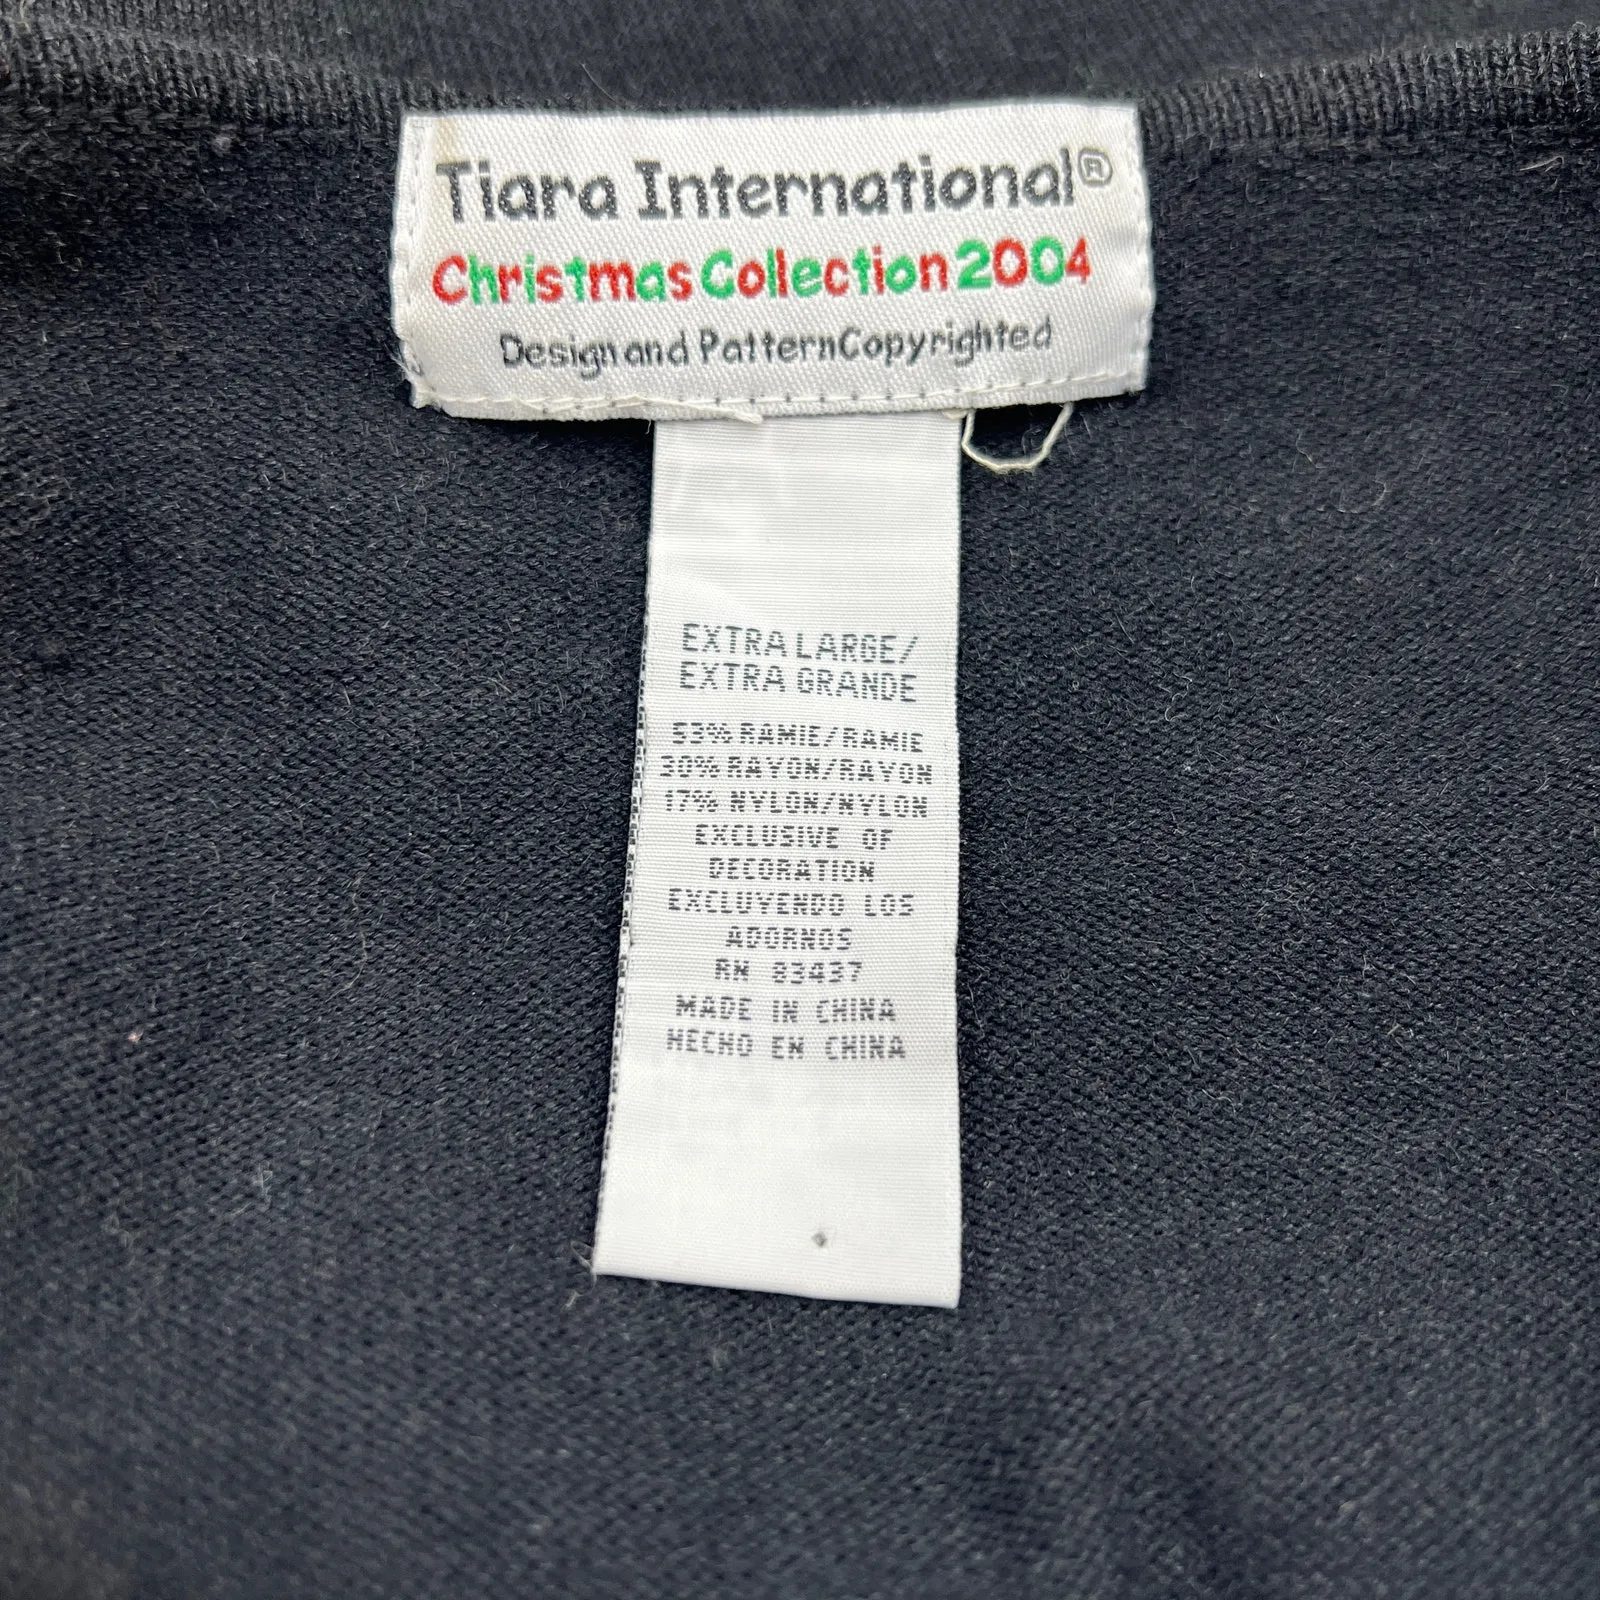 Tiara International®
Christmas Collection 2004
Design and Pattern Copyrighted
EXTRA LARGE/
EXTRA GRANDE
53% RAMIE/RAMIE
30% RAYON/RAYON
17% NYLON/NYLON
EXCLUSIVE OF
DECORATION
EXCLUYENDO LOS
ADORNOS
RN 83437
MADE IN CHINA
HECHO EN CHINA